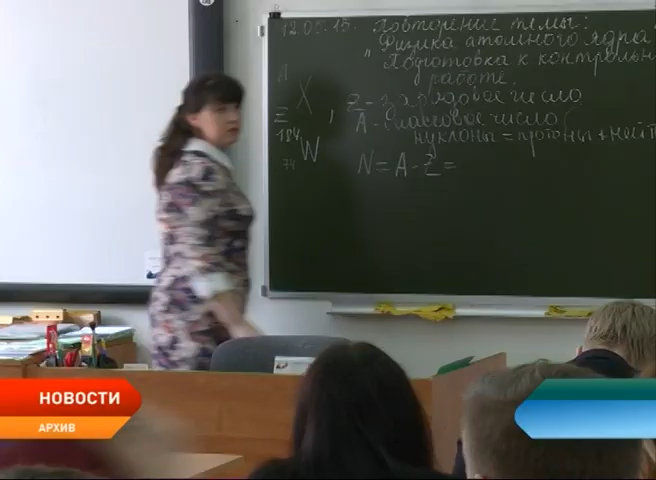 12.05.15. Повторение темы:
"Физика атомного ядра
Подготовка к контрольн
работе.
A
Z X, Z - зарядовое число
A - массовое число
нуклоны = протоны + нейт
184
74 W N = A - Z =
НОВОСТИ
АРХИВ